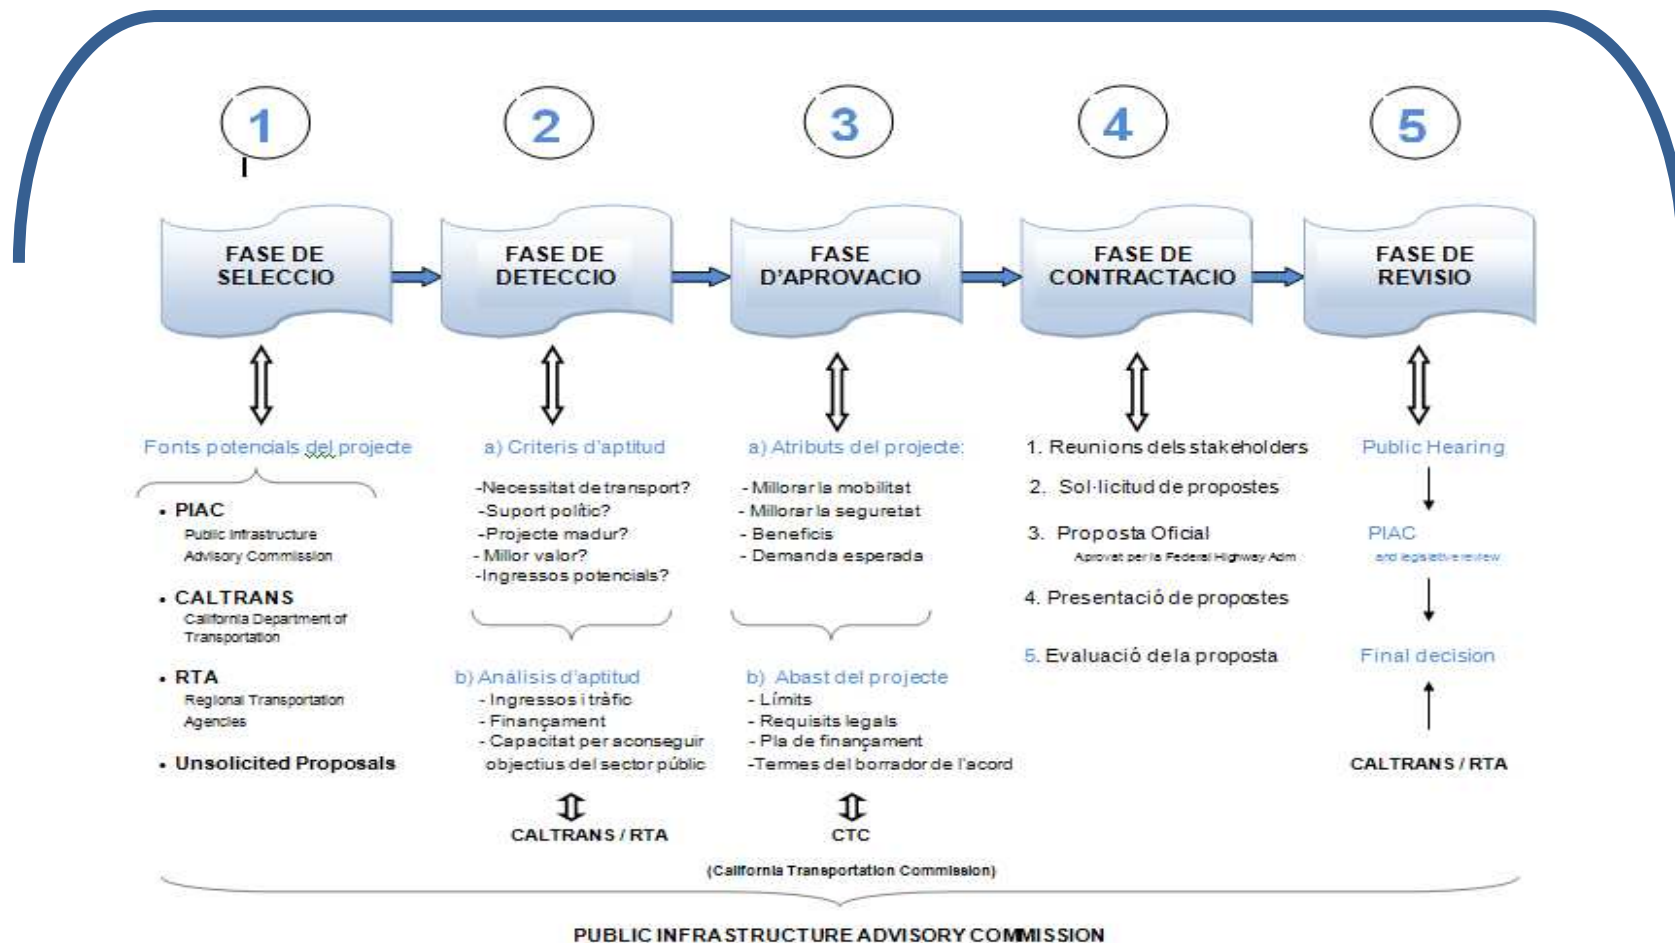 1
2
3
4
5
FASE DE
SELECCIO
FASE DE
DETECCIO
FASE
D'APROVACIO
FASE DE
CONTRACTACIO
FASE DE
REVISIO
Fonts potencials del projecte
• PIAC
Public Infrastructure
Advisory Commission
• CALTRANS
California Department of
Transportation
• RTA
Regional Transportation
Agencies
• Unsolicited Proposals
a) Criteris d'aptitud
-Necessitat de transport?
-Suport polític?
-Projecte madur?
- Millor valor?
-Ingressos potencials?
b) Análisis d'aptitud
- Ingressos i tràfic
- Finançament
- Capacitat per aconseguir
objectius del sector públic
CALTRANS / RTA
a) Atributs del projecte:
- Millorar la mobilitat
- Millorar la seguretat
- Beneficis
- Demanda esperada
b) Abast del projecte
- Límits
- Requisits legals
- Pla de finançament
-Termes del borrador de l'acord
CTC
(California Transportation Commission)
1. Reunions dels stakeholders
2. Sol·licitud de propostes
3. Proposta Oficial
Aprovat per la Federal Highway Adm
4. Presentació de propostes
5. Evaluació de la proposta
Public Hearing
PIAC
and legislative review
Final decision
CALTRANS / RTA
PUBLIC INFRASTRUCTURE ADVISORY COMMISSION